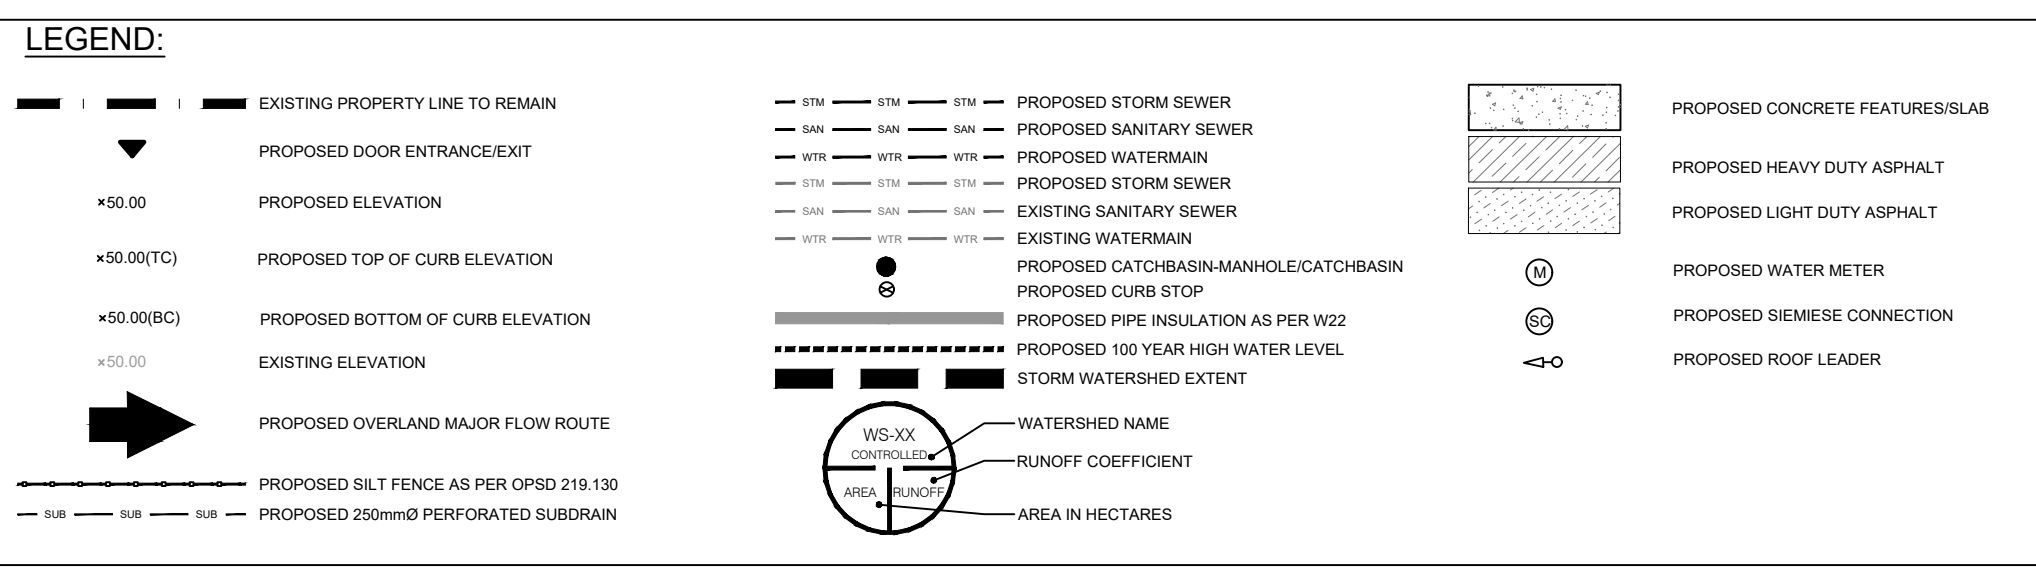 LEGEND:
EXISTING PROPERTY LINE TO REMAIN
PROPOSED DOOR ENTRANCE/EXIT
×50.00 PROPOSED ELEVATION
×50.00(TC) PROPOSED TOP OF CURB ELEVATION
×50.00(BC) PROPOSED BOTTOM OF CURB ELEVATION
×50.00 EXISTING ELEVATION
PROPOSED OVERLAND MAJOR FLOW ROUTE
PROPOSED SILT FENCE AS PER OPSD 219.130
SUB SUB SUB PROPOSED 250mmØ PERFORATED SUBDRAIN
STM STM STM PROPOSED STORM SEWER
SAN SAN SAN PROPOSED SANITARY SEWER
WTR WTR WTR PROPOSED WATERMAIN
STM STM STM PROPOSED STORM SEWER
SAN SAN SAN EXISTING SANITARY SEWER
WTR WTR WTR EXISTING WATERMAIN
PROPOSED CATCHBASIN-MANHOLE/CATCHBASIN
PROPOSED CURB STOP
PROPOSED PIPE INSULATION AS PER W22
PROPOSED 100 YEAR HIGH WATER LEVEL
STORM WATERSHED EXTENT
WS-XX
CONTROLLED
AREA RUNOFF
WATERSHED NAME
RUNOFF COEFFICIENT
AREA IN HECTARES
PROPOSED CONCRETE FEATURES/SLAB
PROPOSED HEAVY DUTY ASPHALT
PROPOSED LIGHT DUTY ASPHALT
M PROPOSED WATER METER
SC PROPOSED SIEMIESE CONNECTION
PROPOSED ROOF LEADER